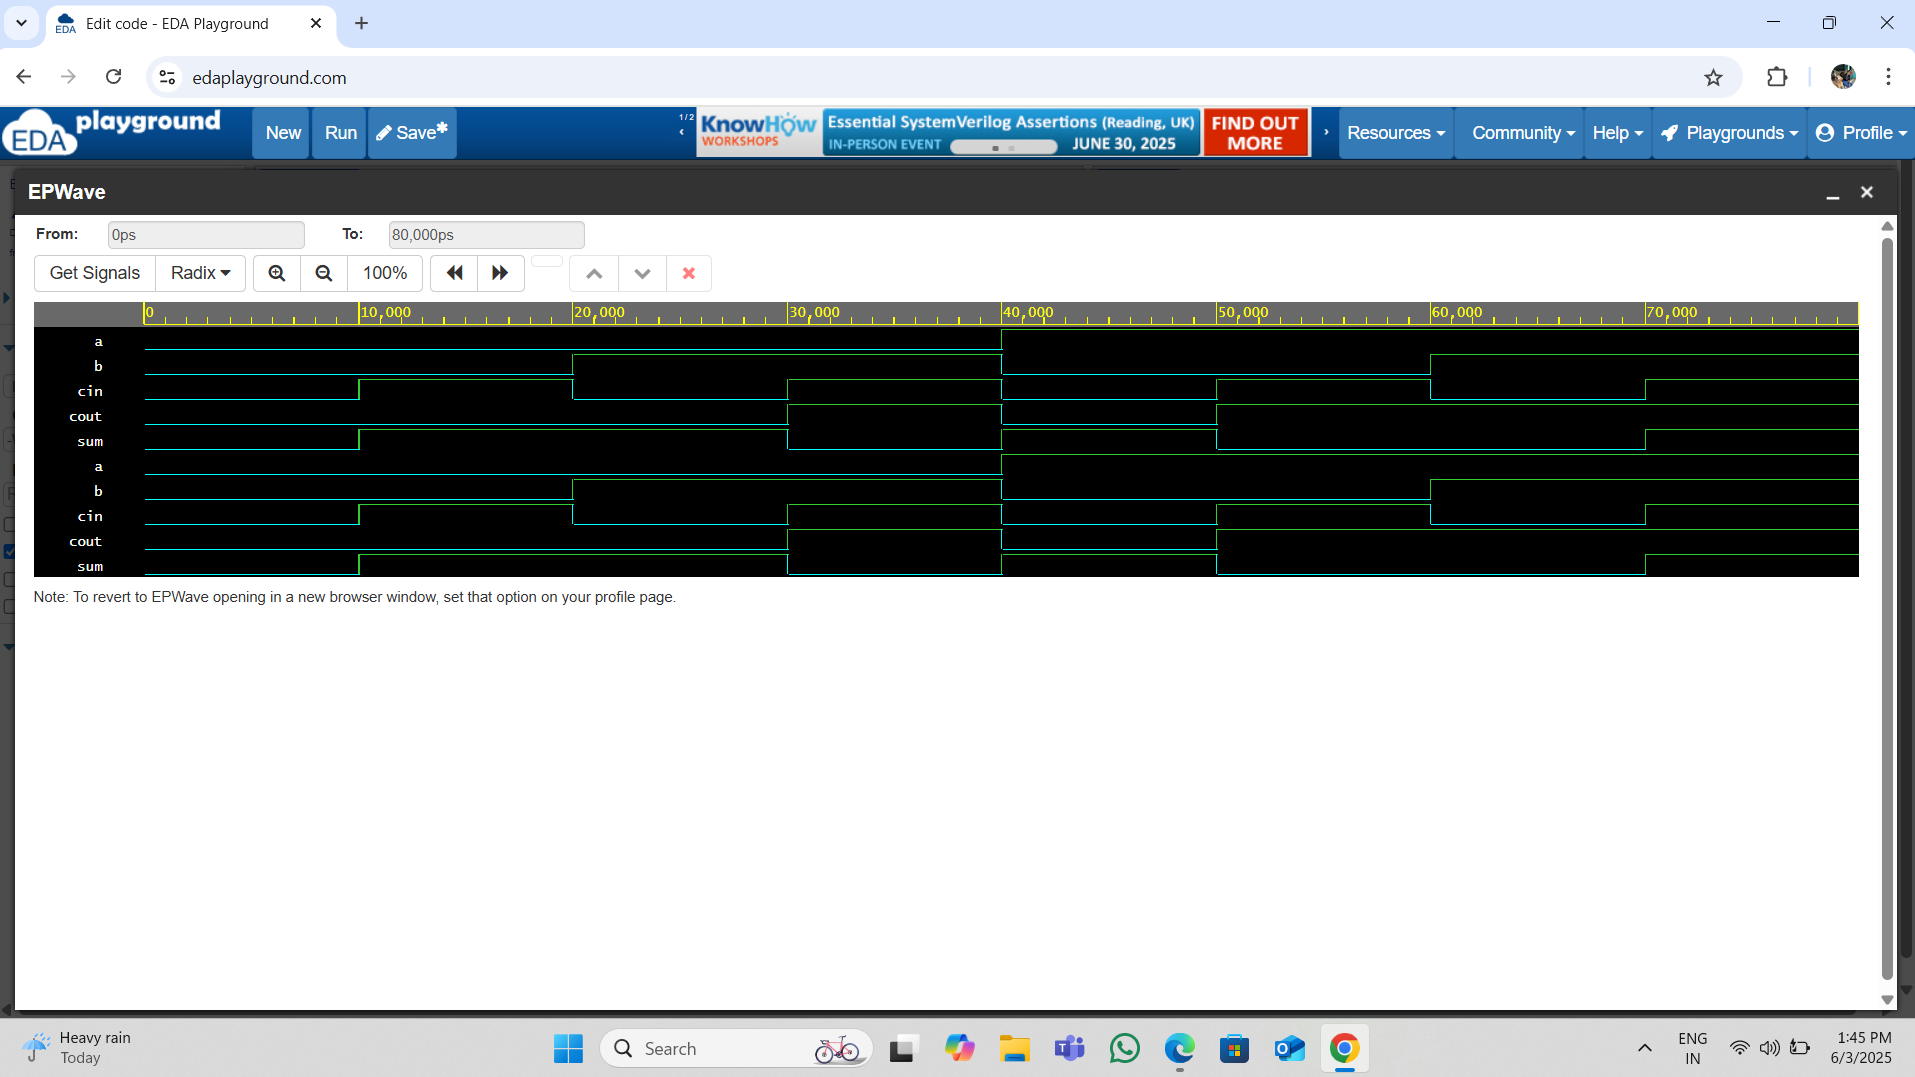 Edit code - EDA Playground
edaplayground.com
EDA playground
New
Run
Save*
1/2
KnowHow WORKSHOPS
Essential SystemVerilog Assertions (Reading, UK)
IN-PERSON EVENT
JUNE 30, 2025
FIND OUT MORE
Resources
Community
Help
Playgrounds
Profile
EPWave
From:
0ps
To:
80,000ps
Get Signals
Radix
100%
0
10,000
20,000
30,000
40,000
50,000
60,000
70,000
a
b
cin
cout
sum
a
b
cin
cout
sum
Note: To revert to EPWave opening in a new browser window, set that option on your profile page.
Heavy rain
Today
Search
ENG
IN
1:45 PM
6/3/2025